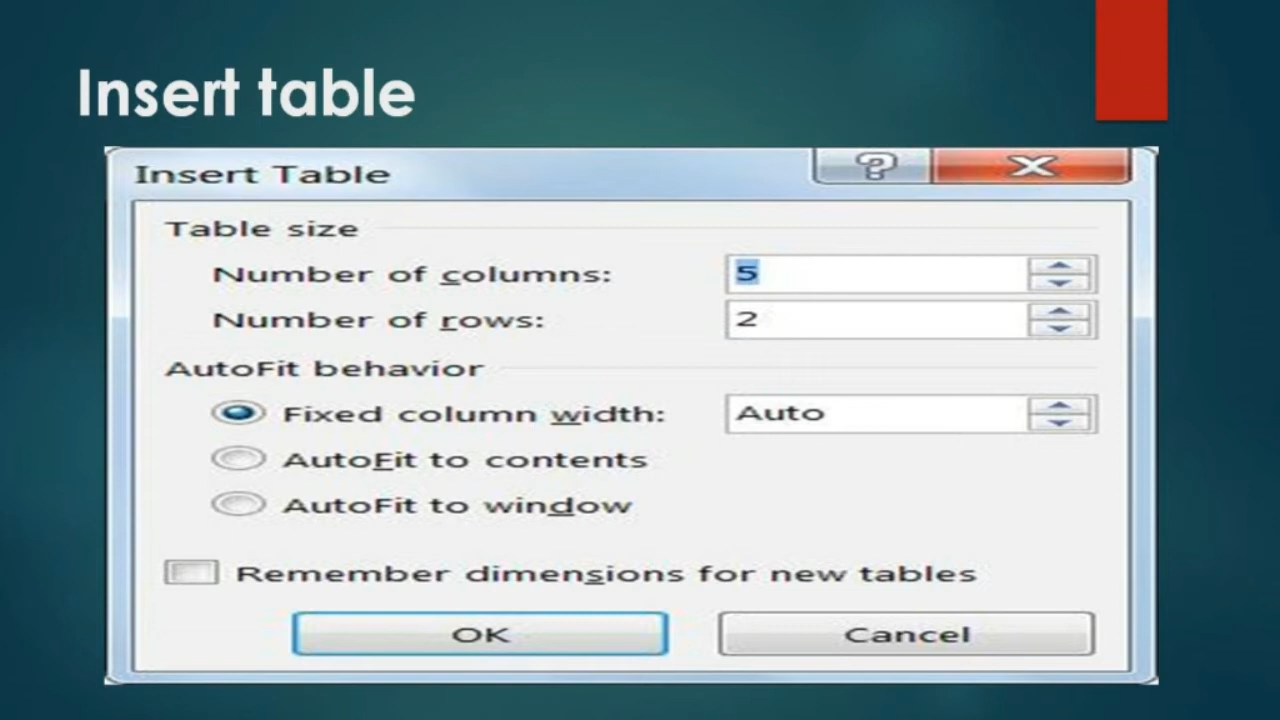 Insert table
Insert Table
Table size
Number of columns: 5
Number of rows: 2
AutoFit behavior
Fixed column width: Auto
AutoFit to contents
AutoFit to window
Remember dimensions for new tables
OK Cancel